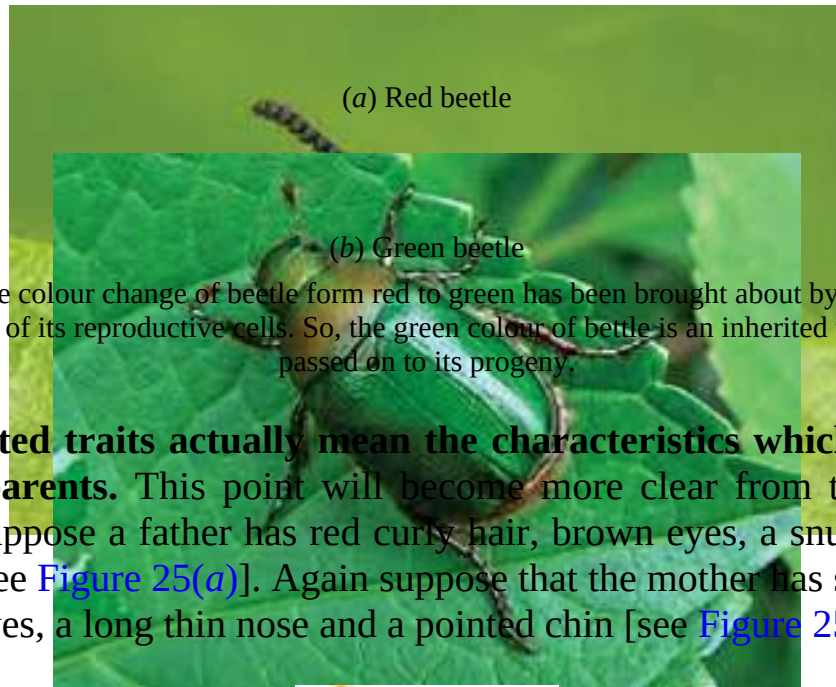 (a) Red beetle
(b) Green beetle
e colour change of beetle form red to green has been brought about by
of its reproductive cells. So, the green colour of bettle is an inherited
passed on to its progeny.
ted traits actually mean the characteristics which
arents. This point will become more clear from t
ppose a father has red curly hair, brown eyes, a snu
ee Figure 25(a)]. Again suppose that the mother has s
yes, a long thin nose and a pointed chin [see Figure 25